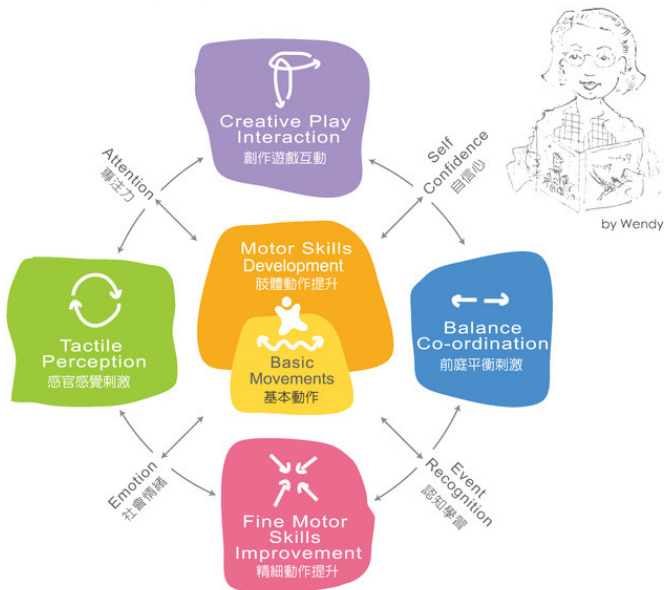 Creative Play
Interaction
創作遊戲互動
Attention
專注力
Self
Confidence
自信心
by Wendy
Motor Skills
Development
肢體動作提升
Basic
Movements
基本動作
Tactile
Perception
感官感覺刺激
Balance
Co-ordination
前庭平衡刺激
Emotion
社會情緒
Event
Recognition
認知學習
Fine Motor
Skills
Improvement
精細動作提升